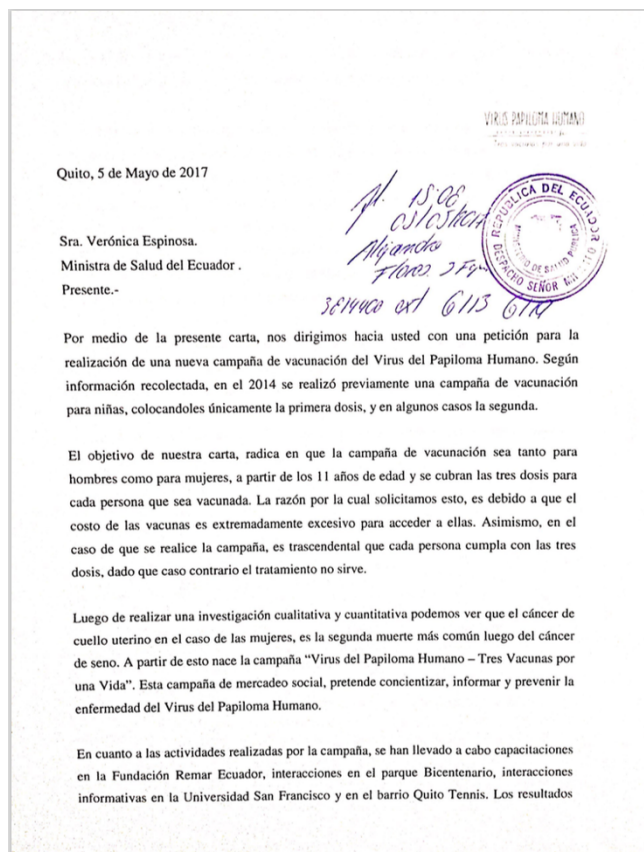 VIRUS PAPILOMA HUMANO
Quito, 5 de Mayo de 2017
15:06
Alejandro
REPUBLICA DEL ECUADOR
DESPACHO SEÑOR
DE SALUD
Sra. Verónica Espinosa.
Ministra de Salud del Ecuador .
Presente.-
3814400 ext 6113
Por medio de la presente carta, nos dirigimos hacia usted con una petición para la
realización de una nueva campaña de vacunación del Virus del Papiloma Humano. Según
información recolectada, en el 2014 se realizó previamente una campaña de vacunación
para niñas, colocandoles únicamente la primera dosis, y en algunos casos la segunda.
El objetivo de nuestra carta, radica en que la campaña de vacunación sea tanto para
hombres como para mujeres, a partir de los 11 años de edad y se cubran las tres dosis para
cada persona que sea vacunada. La razón por la cual solicitamos esto, es debido a que el
costo de las vacunas es extremadamente excesivo para acceder a ellas. Asimismo, en el
caso de que se realice la campaña, es trascendental que cada persona cumpla con las tres
dosis, dado que caso contrario el tratamiento no sirve.
Luego de realizar una investigación cualitativa y cuantitativa podemos ver que el cáncer de
cuello uterino en el caso de las mujeres, es la segunda muerte más común luego del cáncer
de seno. A partir de esto nace la campaña “Virus del Papiloma Humano – Tres Vacunas por
una Vida”. Esta campaña de mercadeo social, pretende concientizar, informar y prevenir la
enfermedad del Virus del Papiloma Humano.
En cuanto a las actividades realizadas por la campaña, se han llevado a cabo capacitaciones
en la Fundación Remar Ecuador, interacciones en el parque Bicentenario, interacciones
informativas en la Universidad San Francisco y en el barrio Quito Tennis. Los resultados